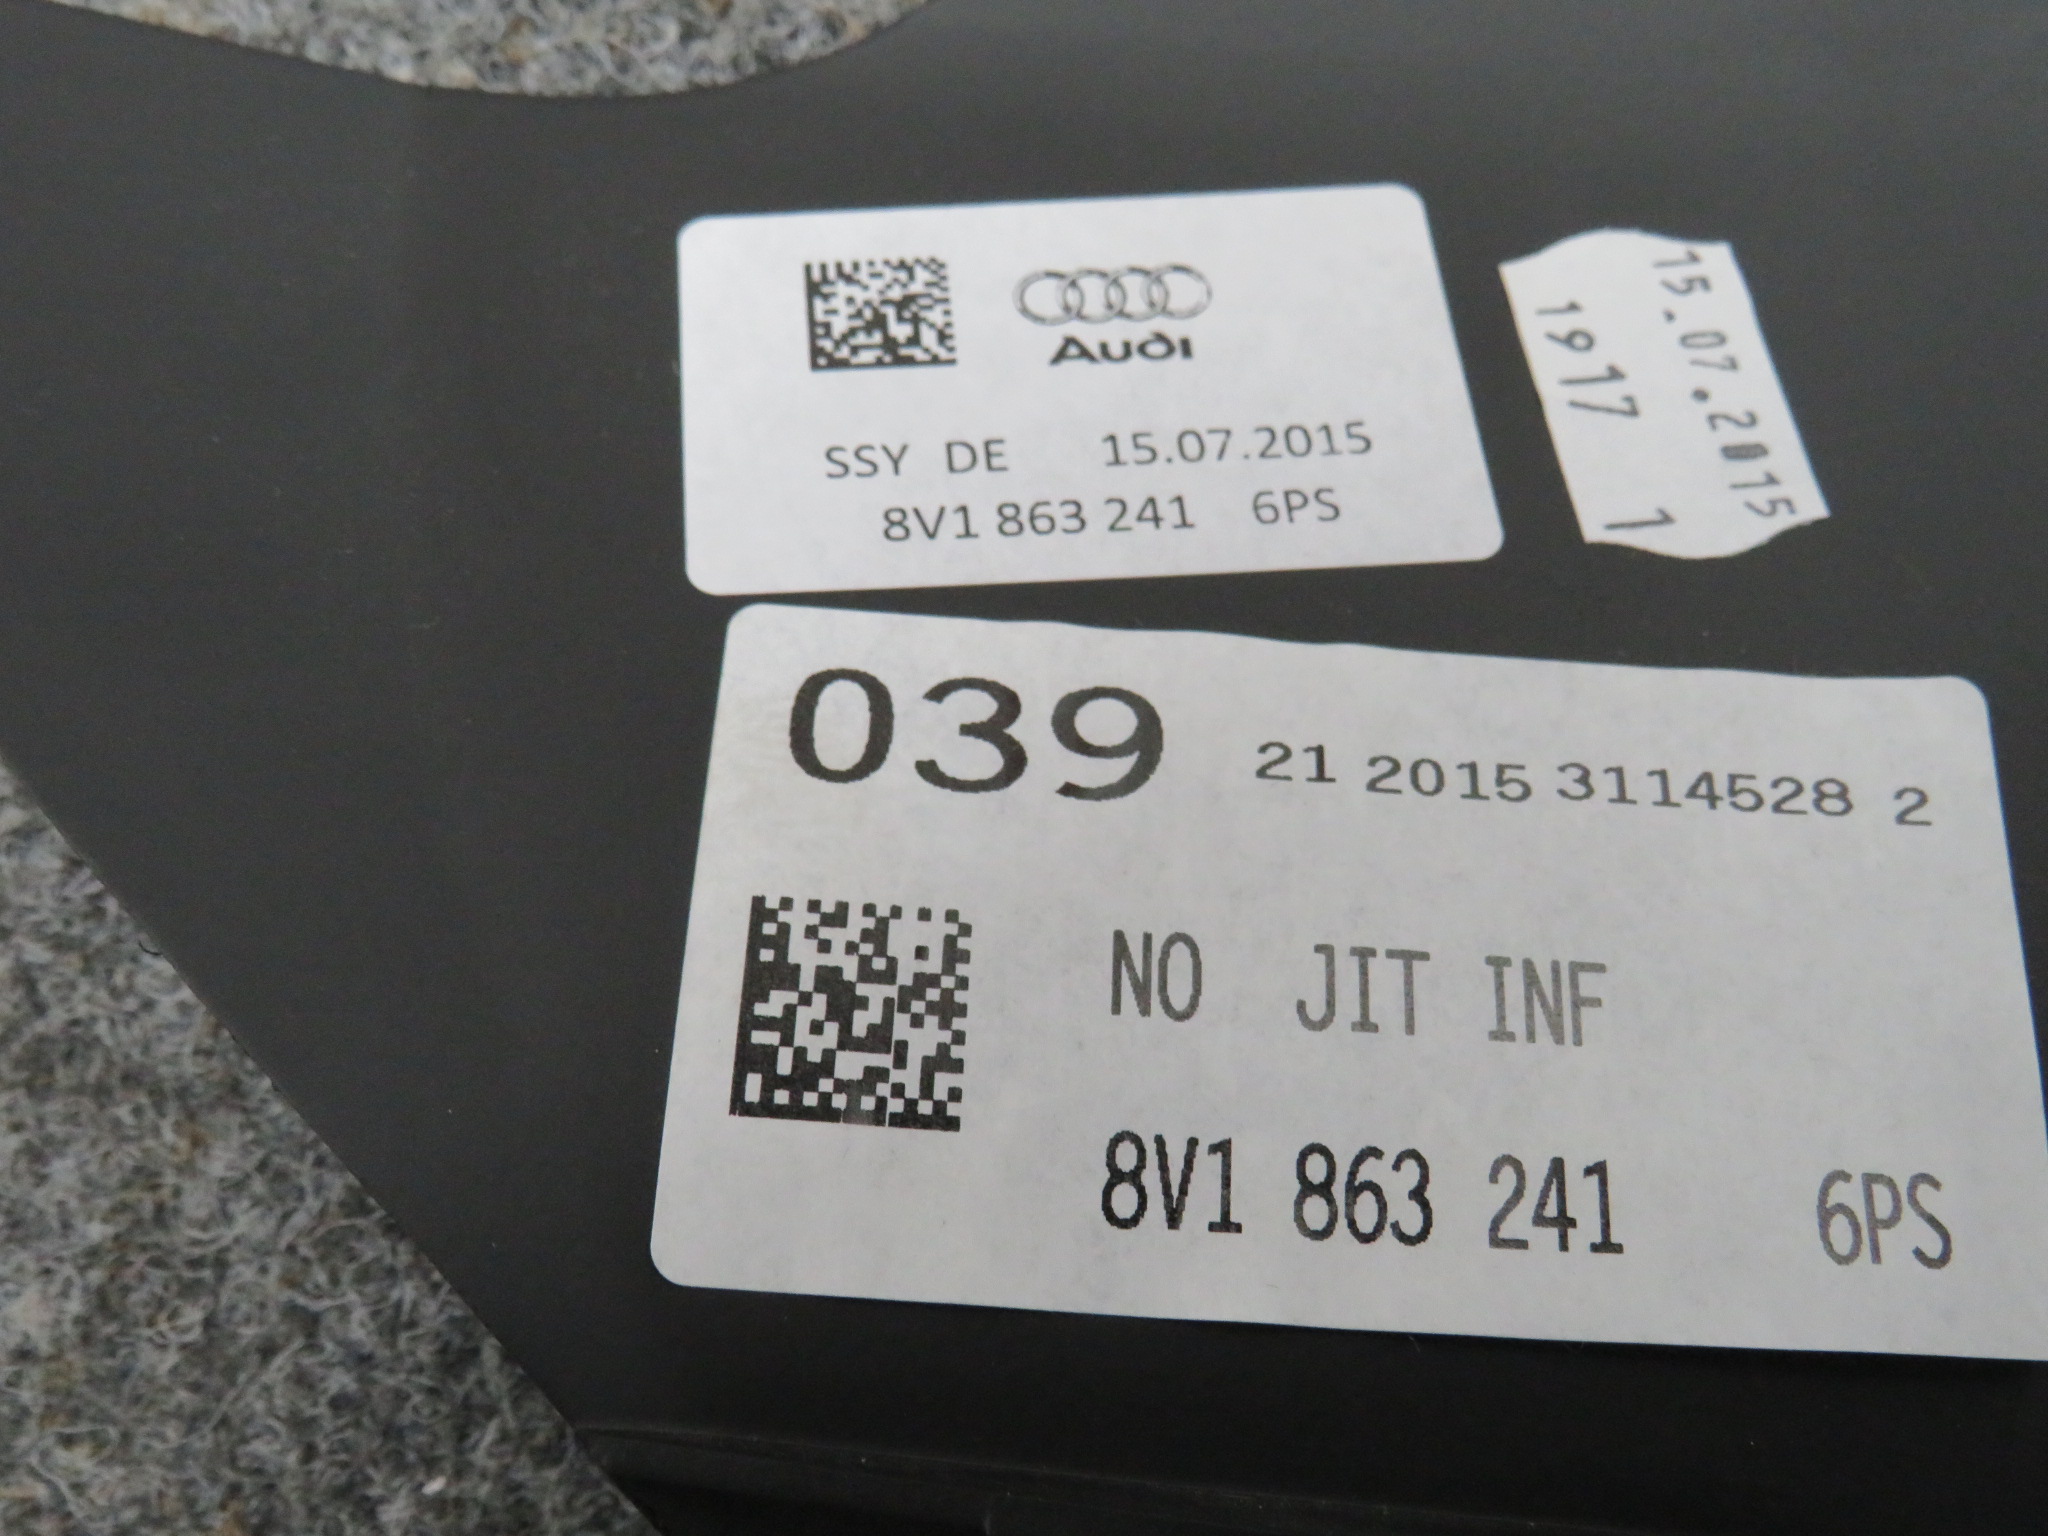 Audi
SSY DE 15.07.2015
8V1 863 241 6PS
15.07.2015
1917 1
039 21 2015 3114528 2
NO JIT INF
8V1 863 241 6PS